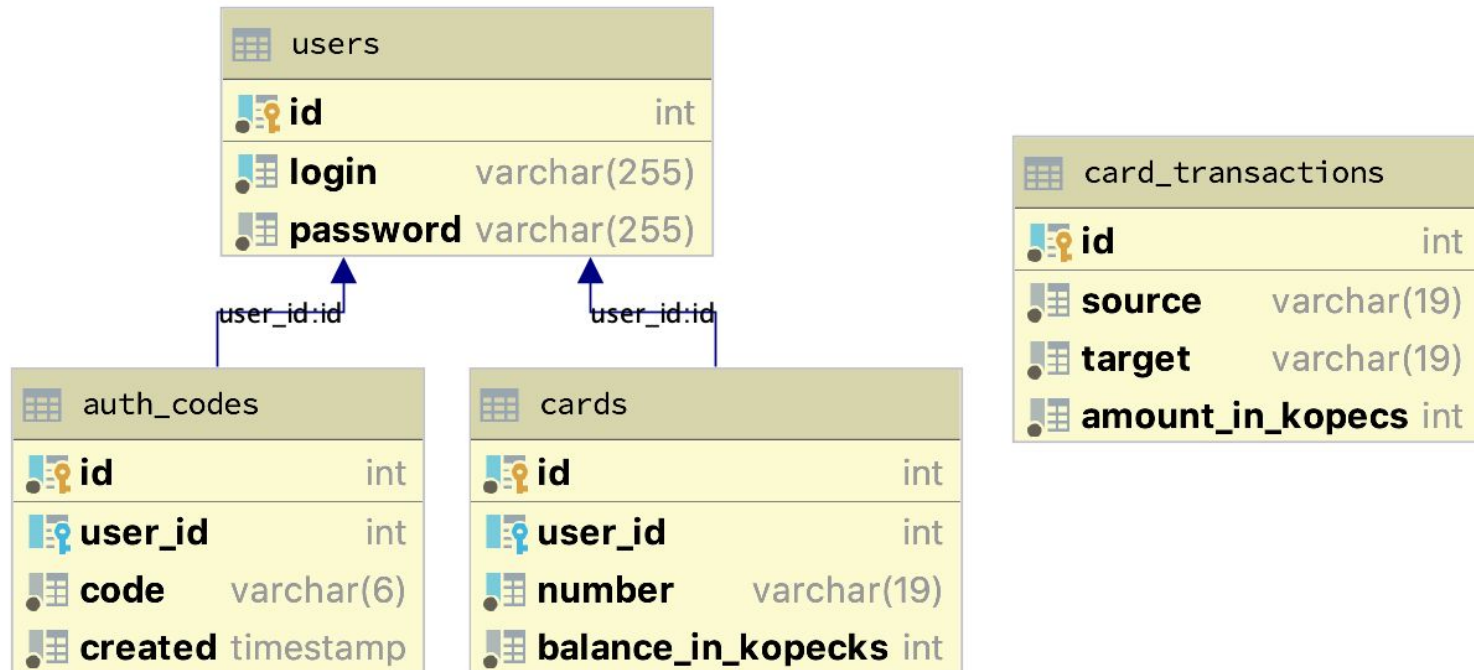 users
id int
login varchar(255)
password varchar(255)
user_id:id
user_id:id
auth_codes
id int
user_id int
code varchar(6)
created timestamp
cards
id int
user_id int
number varchar(19)
balance_in_kopecks int
card_transactions
id int
source varchar(19)
target varchar(19)
amount_in_kopecs int